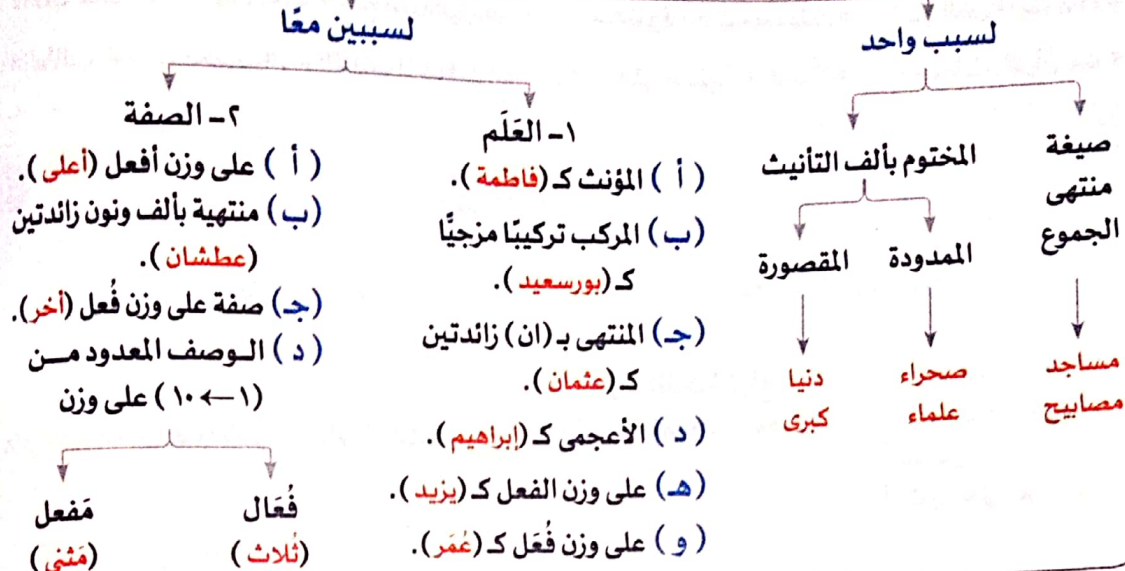 لسبب واحد
صيغة
منتهى
الجموع
مساجد
مصابيح
المختوم بألف التأنيث
الممدودة
صحراء
علماء
المقصورة
دنيا
كبرى
لسببين معًا
١- العَلَم
( أ ) المؤنث كـ (فاطمة).
(ب) المركب تركيبًا مزجيًّا
كـ (بورسعيد).
(جـ) المنتهى بـ (ان) زائدتين
كـ (عثمان).
( د ) الأعجمى كـ (إبراهيم).
(هـ) على وزن الفعل كـ (يزيد).
( و ) على وزن فُعَل كـ (عُمَر).
٢- الصفة
( أ ) على وزن أفعل (أعلى).
(ب) منتهية بألف ونون زائدتين
(عطشان).
(جـ) صفة على وزن فُعل (أخر).
( د ) الـوصف المعدود مـن
(١ ← ١٠) على وزن
فُعَال
(ثُلاث)
مَفعل
(مَثنى)